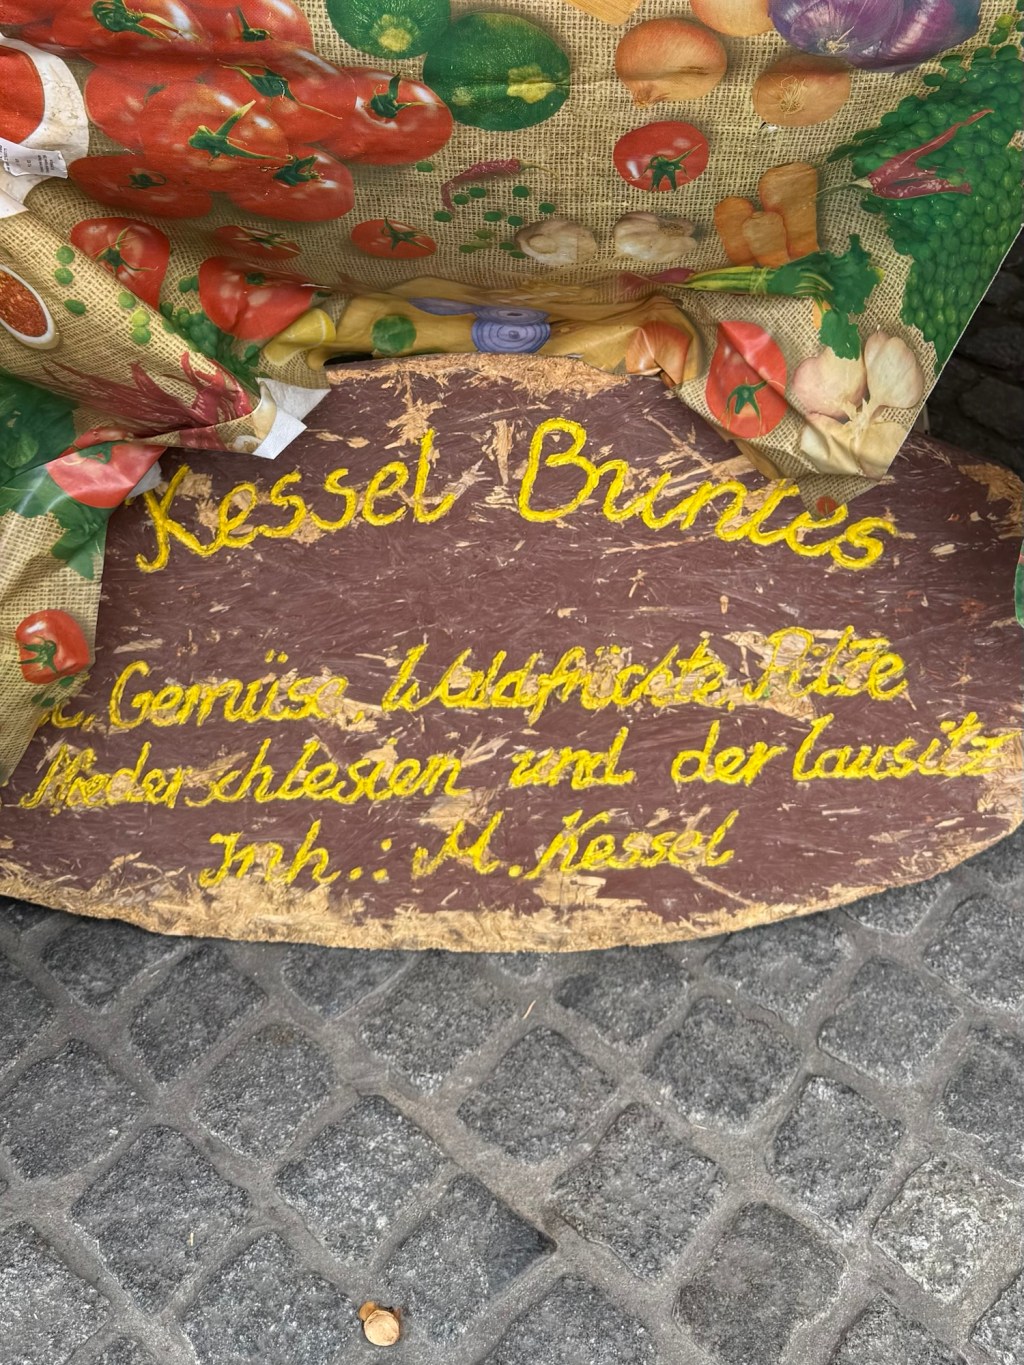 Kessel Buntes
Gemüse, Waldfrüchte, Pilze
Niederschlesien und der Lausitz
Inh.: M. Kessel